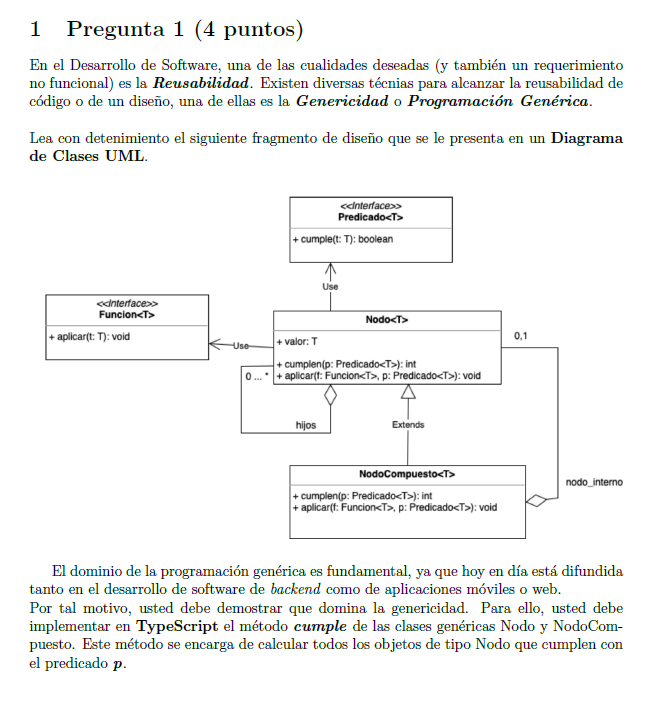 1 Pregunta 1 (4 puntos)
En el Desarrollo de Software, una de las cualidades deseadas (y también un requerimiento
no funcional) es la Reusabilidad. Existen diversas técnias para alcanzar la reusabilidad de
código o de un diseño, una de ellas es la Genericidad o Programación Genérica.
Lea con detenimiento el siguiente fragmento de diseño que se le presenta en un Diagrama
de Clases UML.
<<Interface>>
Predicado<T>
+ cumple(t: T): boolean
Use
<<Interface>>
Funcion<T>
+ aplicar(t: T): void
Use
Nodo<T>
+ valor: T
+ cumplen(p: Predicado<T>): int
+ aplicar(f: Funcion<T>, p: Predicado<T>): void
0,1
0 ... *
hijos
Extends
NodoCompuesto<T>
+ cumplen(p: Predicado<T>): int
+ aplicar(f: Funcion<T>, p: Predicado<T>): void
nodo_interno
El dominio de la programación genérica es fundamental, ya que hoy en día está difundida
tanto en el desarrollo de software de backend como de aplicaciones móviles o web.
Por tal motivo, usted debe demostrar que domina la genericidad. Para ello, usted debe
implementar en TypeScript el método cumple de las clases genéricas Nodo y NodoCom-
puesto. Este método se encarga de calcular todos los objetos de tipo Nodo que cumplen con
el predicado p.